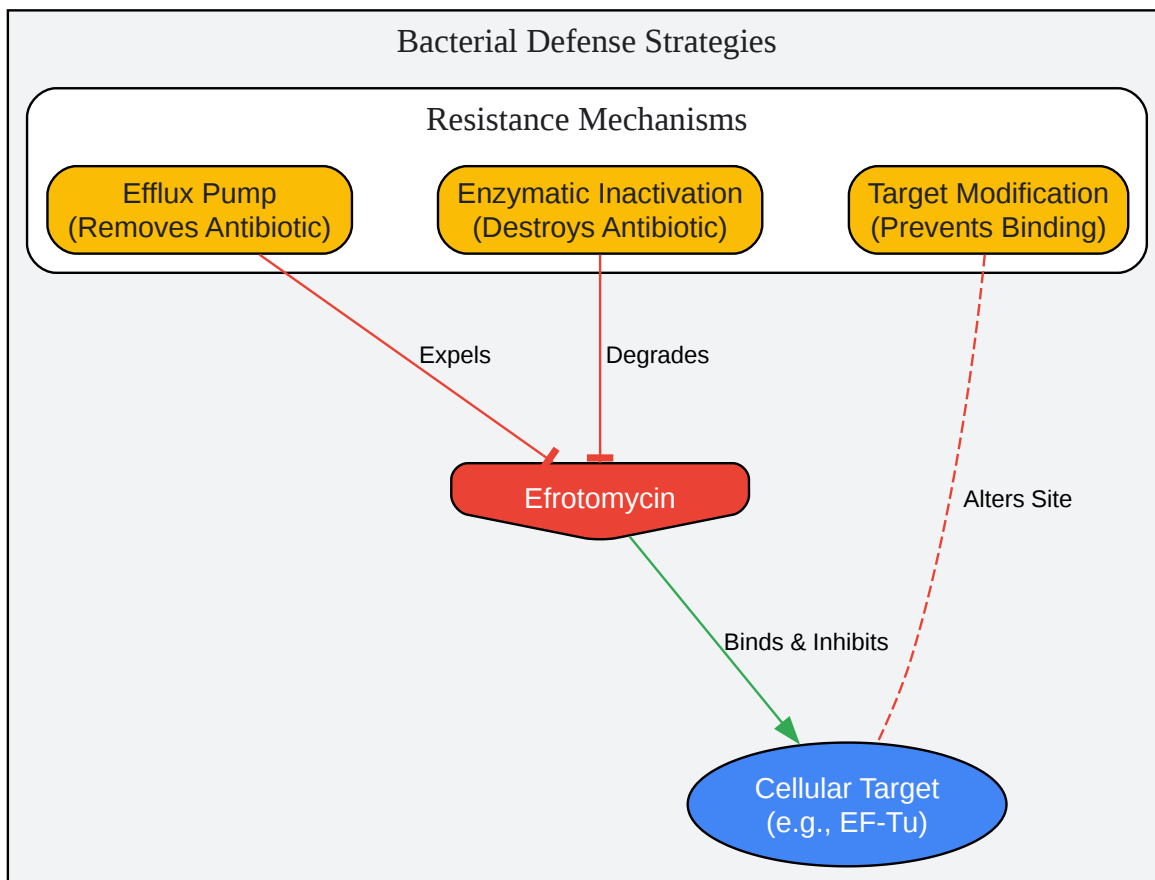 Bacterial Defense Strategies
Resistance Mechanisms
Efflux Pump
(Removes Antibiotic)
Enzymatic Inactivation
(Destroys Antibiotic)
Target Modification
(Prevents Binding)
Expels
Degrades
Efrotomycin
Alters Site
Binds & Inhibits
Cellular Target
(e.g., EF-Tu)